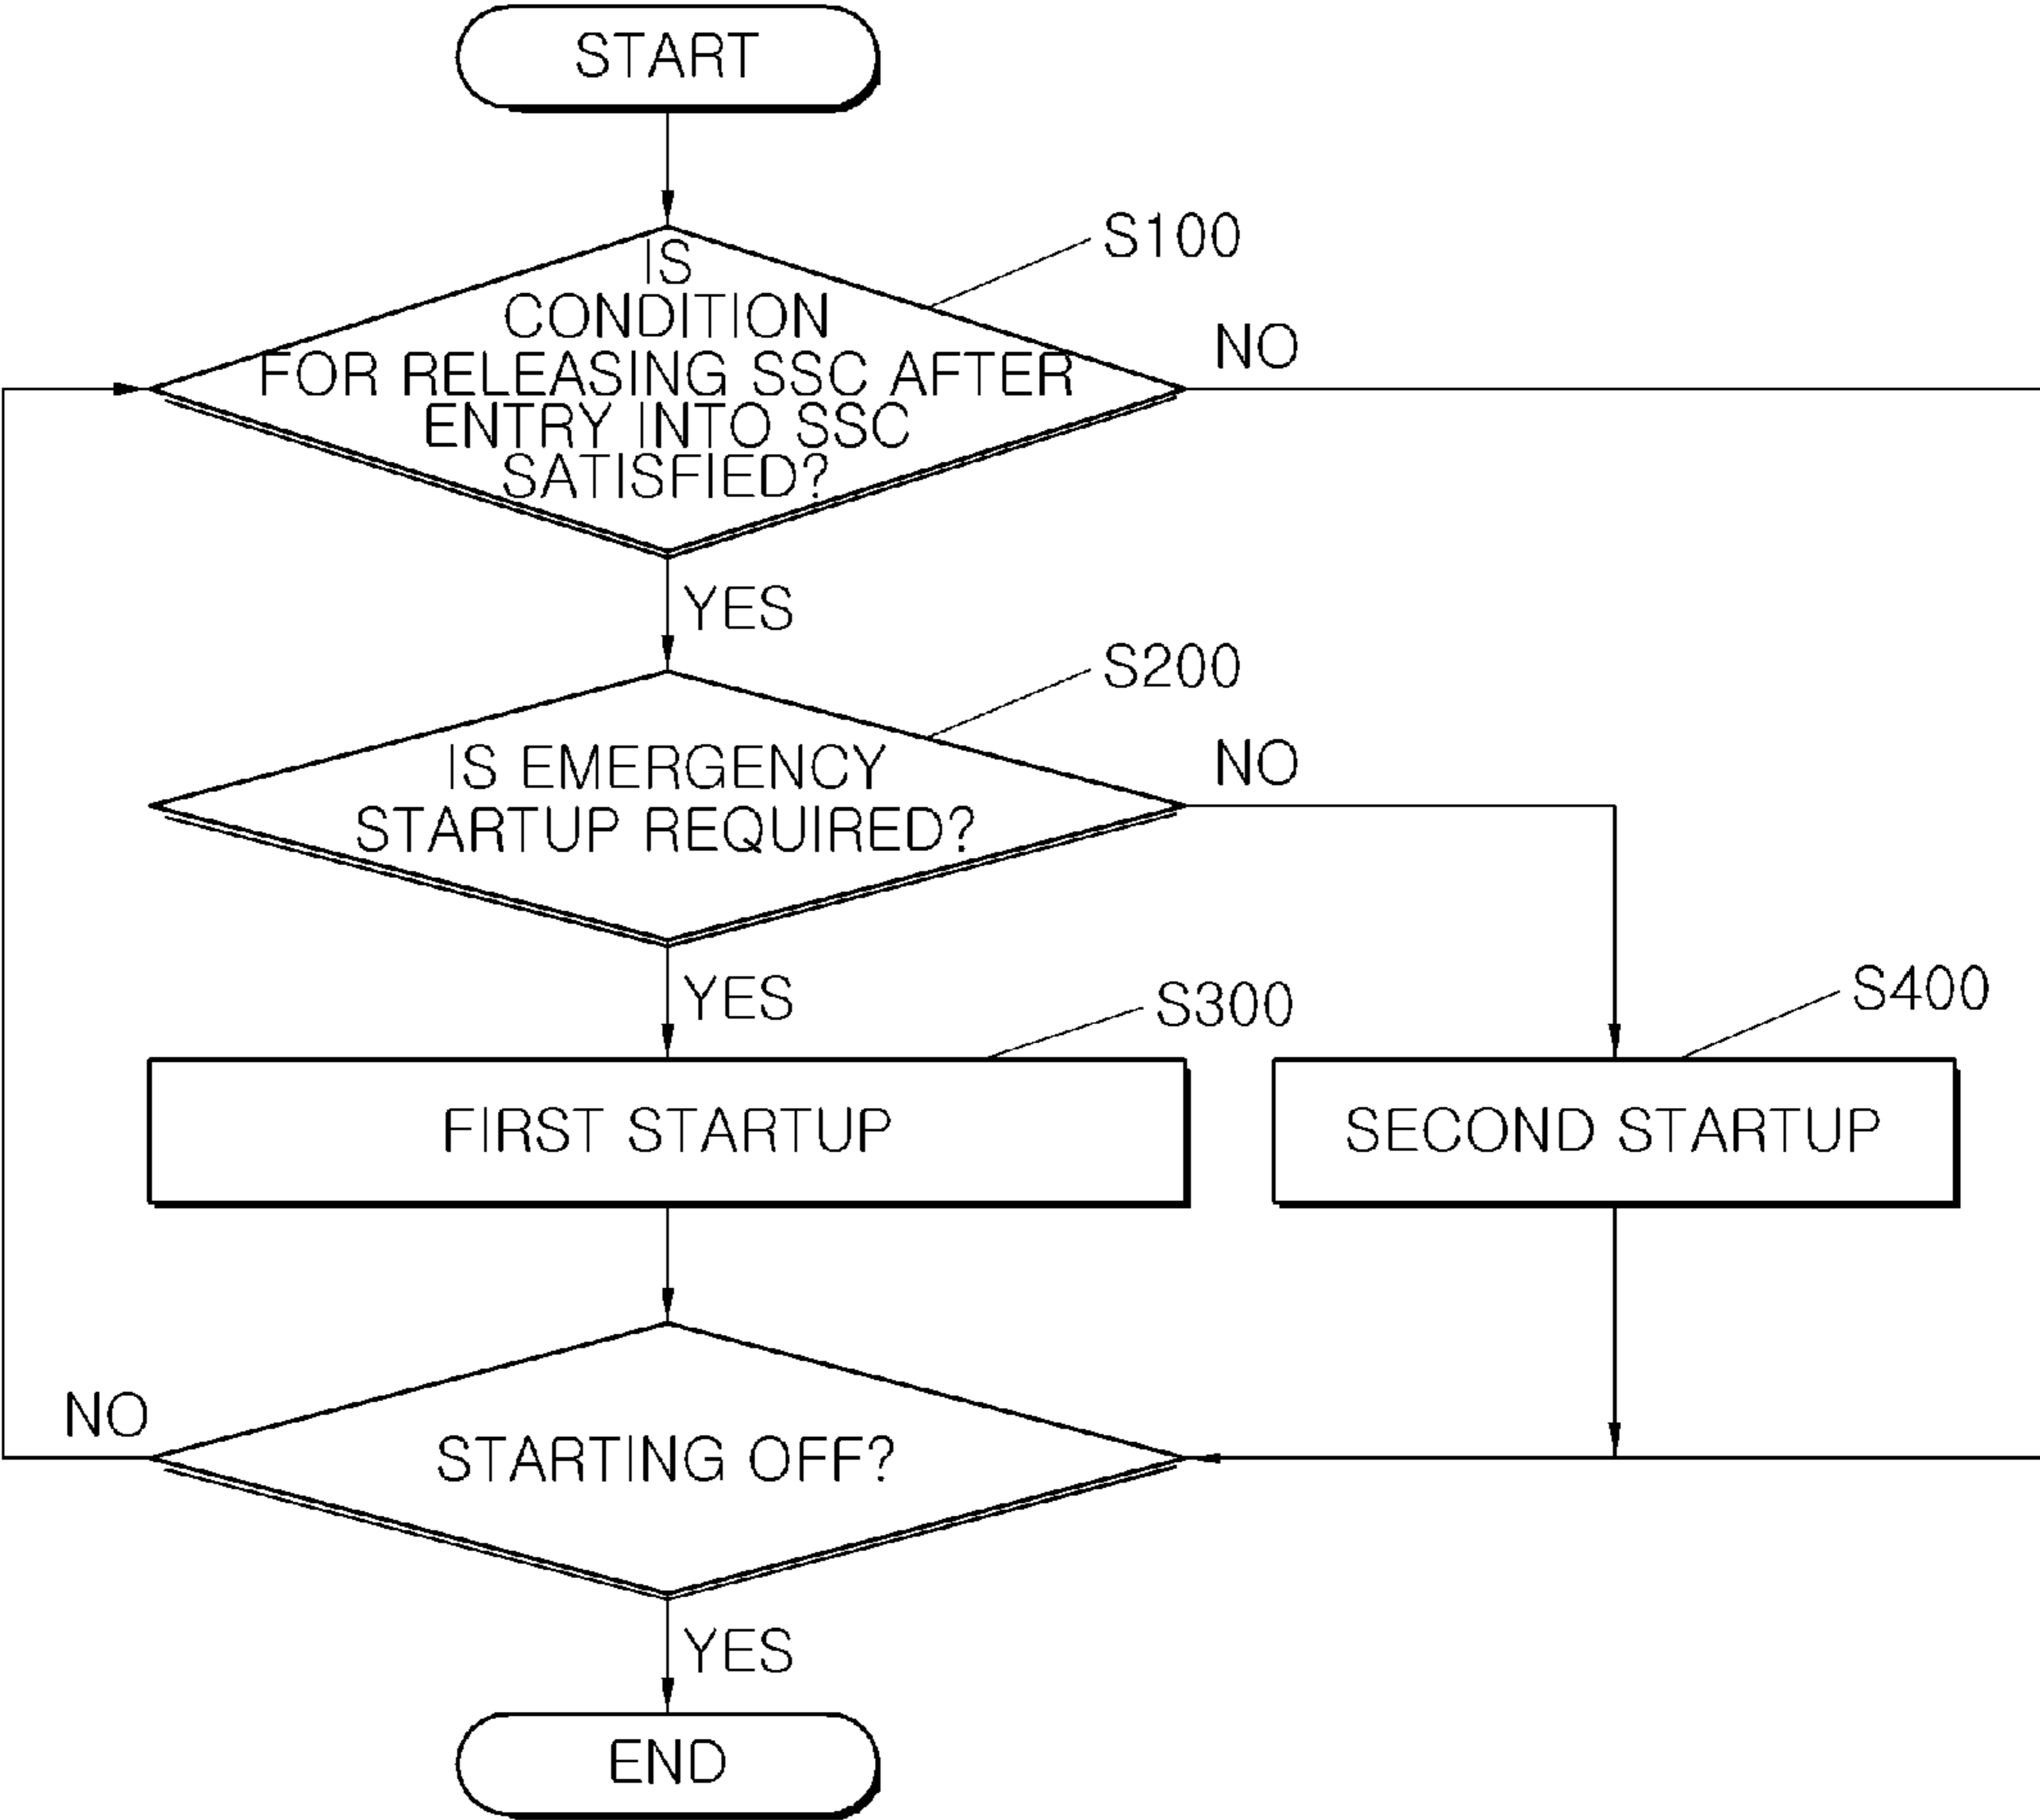 START
S100
IS
CONDITION
FOR RELEASING SSC AFTER
ENTRY INTO SSC
SATISFIED?
NO
YES
S200
IS EMERGENCY
STARTUP REQUIRED?
NO
YES
S300
S400
FIRST STARTUP
SECOND STARTUP
NO
STARTING OFF?
YES
END